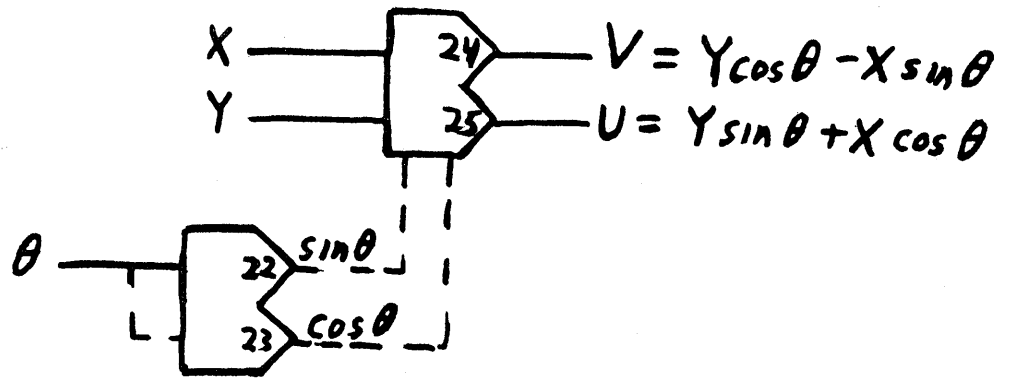 X 24 V = Y cos θ - X sin θ
Y 25 U = Y sin θ + X cos θ
θ 22 sin θ
23 cos θ